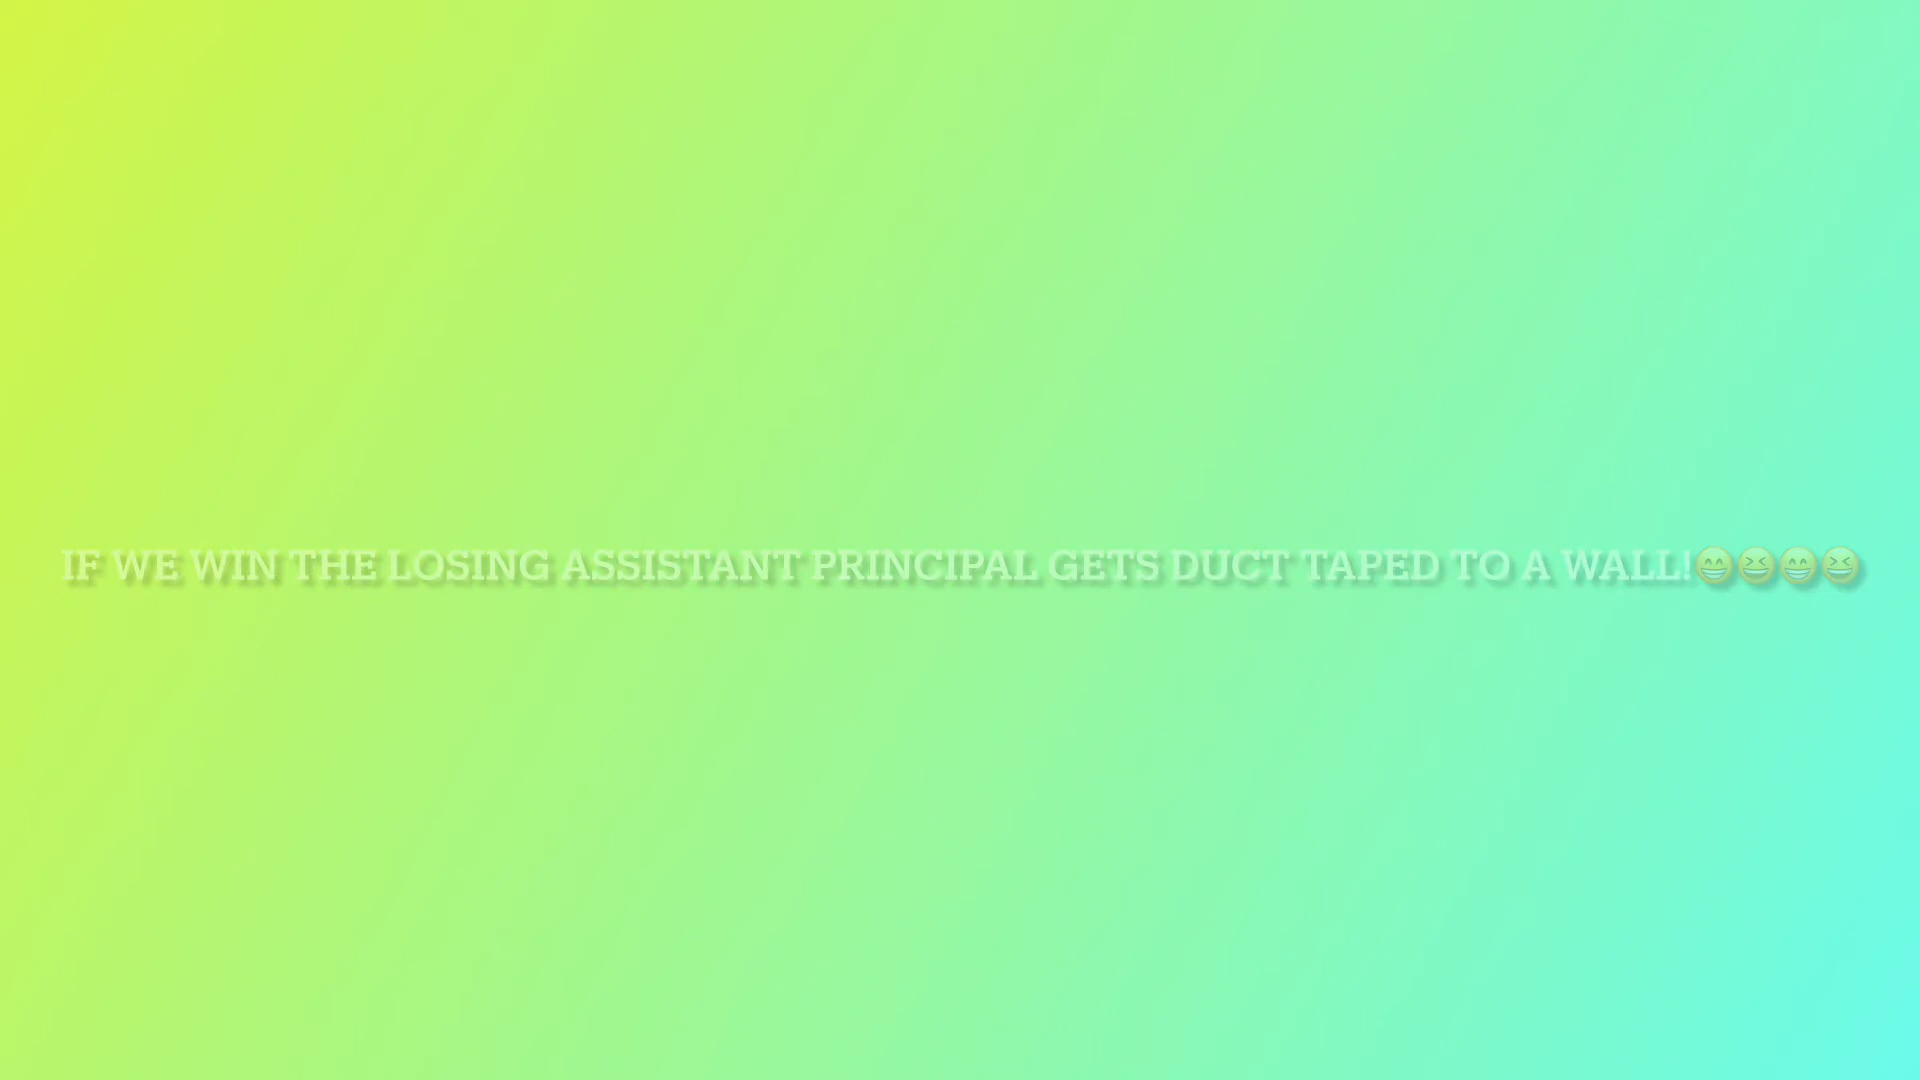 IF WE WIN THE LOSING ASSISTANT PRINCIPAL GETS DUCT TAPED TO A WALL!😁😆😁😆